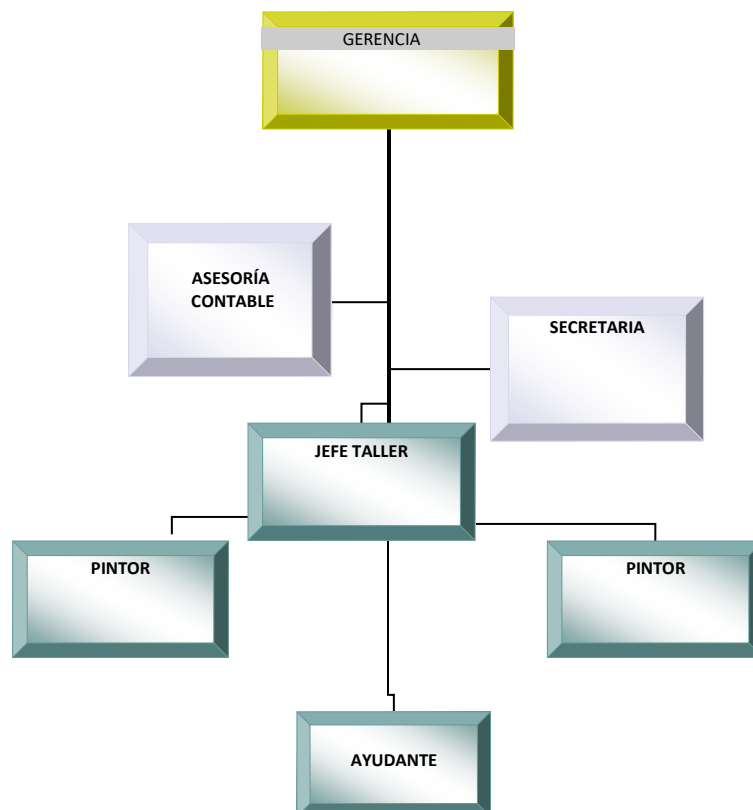 GERENCIA
ASESORÍA
CONTABLE
SECRETARIA
JEFE TALLER
PINTOR
PINTOR
AYUDANTE